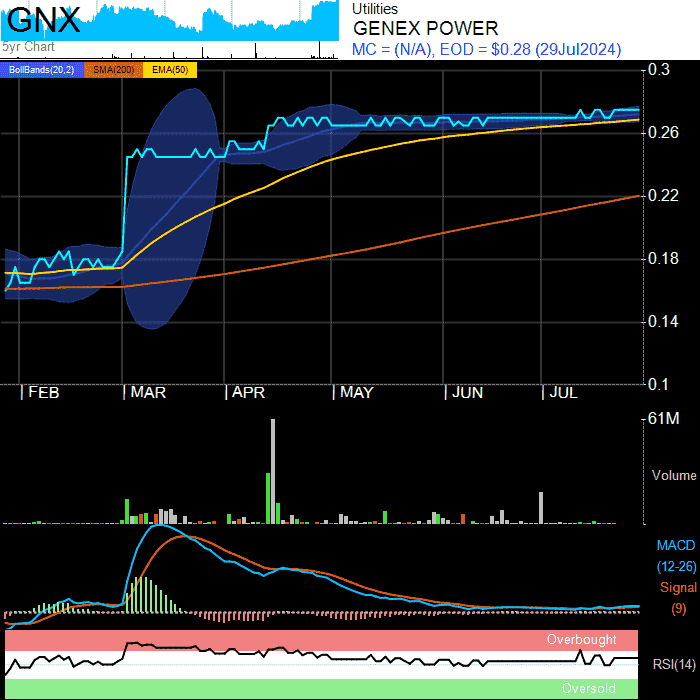 GNX
5yr Chart
Utilities
GENEX POWER
MC = (N/A), EOD = $0.28 (29Jul2024)
BollBands(20,2) SMA(200) EMA(50)
0.3
0.26
0.22
0.18
0.14
0.1
FEB MAR APR MAY JUN JUL
61M
Volume
MACD
(12-26)
Signal
(9)
Overbought
RSI(14)
Oversold